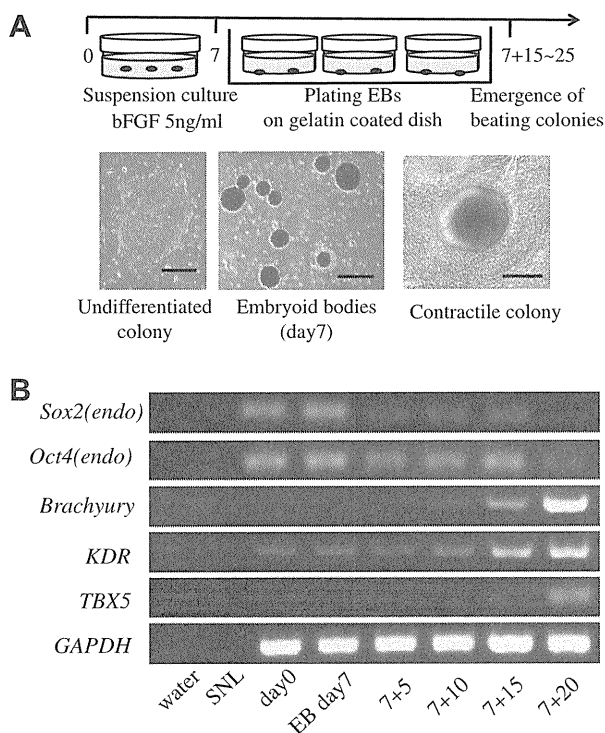 A
0
7
7+15~25
Suspension culture
bFGF 5ng/ml
Plating EBs
on gelatin coated dish
Emergence of
beating colonies
Undifferentiated
colony
Embryoid bodies
(day7)
Contractile colony
B
Sox2(endo)
Oct4(endo)
Brachyury
KDR
TBX5
GAPDH
water
SNL
day0
EB day7
7+5
7+10
7+15
7+20